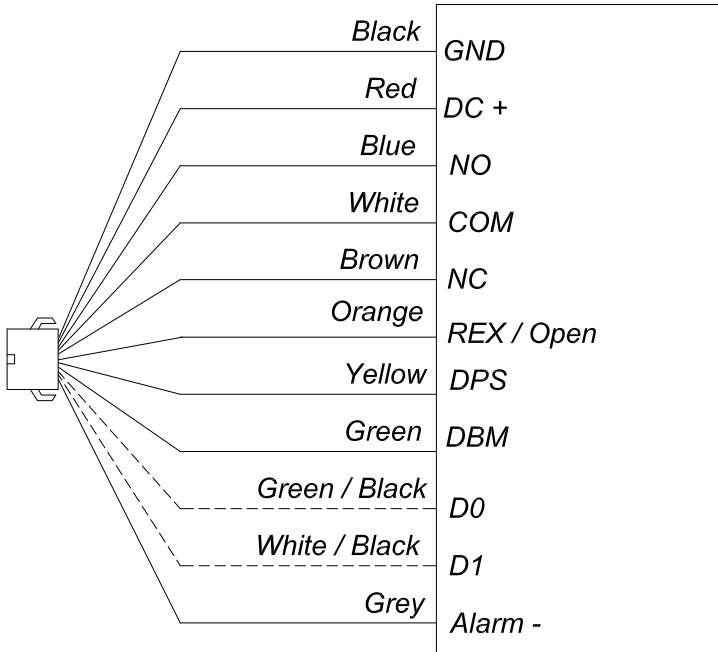 Black GND
Red DC +
Blue NO
White COM
Brown NC
Orange REX / Open
Yellow DPS
Green DBM
Green / Black D0
White / Black D1
Grey Alarm -